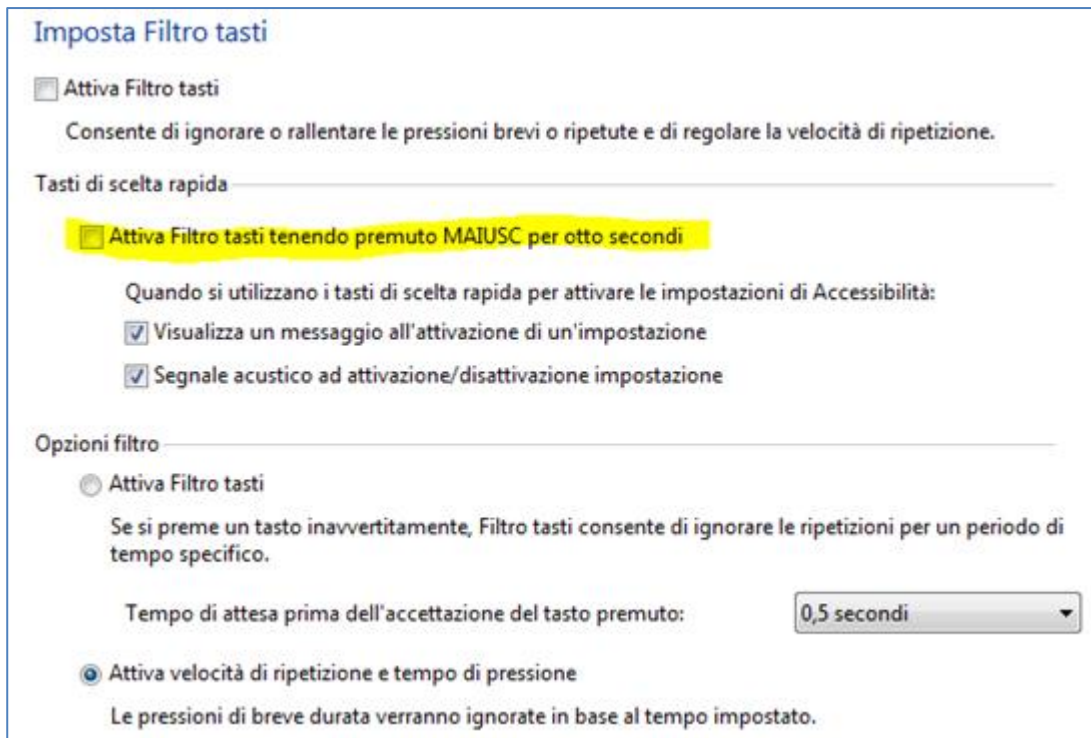 Imposta Filtro tasti
Attiva Filtro tasti
Consente di ignorare o rallentare le pressioni brevi o ripetute e di regolare la velocità di ripetizione.
Tasti di scelta rapida
Attiva Filtro tasti tenendo premuto MAIUSC per otto secondi
Quando si utilizzano i tasti di scelta rapida per attivare le impostazioni di Accessibilità:
Visualizza un messaggio all'attivazione di un'impostazione
Segnale acustico ad attivazione/disattivazione impostazione
Opzioni filtro
Attiva Filtro tasti
Se si preme un tasto inavvertitamente, Filtro tasti consente di ignorare le ripetizioni per un periodo di
tempo specifico.
Tempo di attesa prima dell'accettazione del tasto premuto: 0,5 secondi
Attiva velocità di ripetizione e tempo di pressione
Le pressioni di breve durata verranno ignorate in base al tempo impostato.